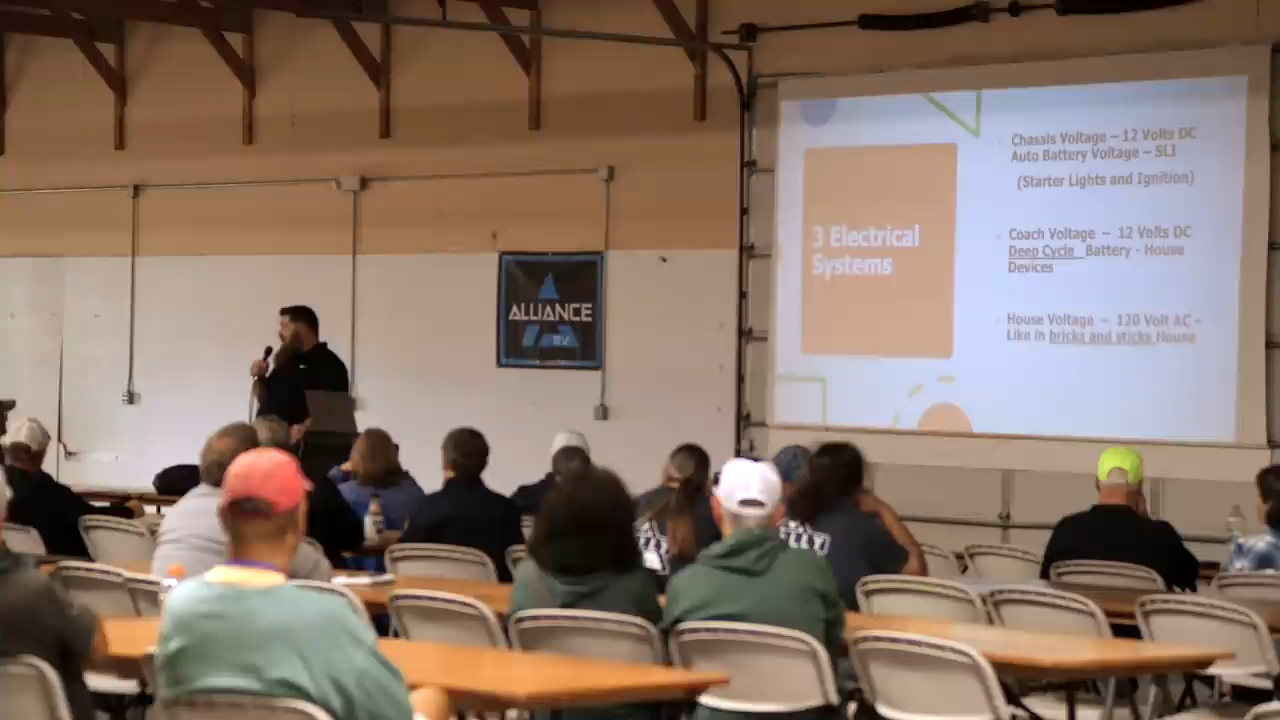 3 Electrical
Systems
Chassis Voltage – 12 Volts DC
Auto Battery Voltage – SLI
(Starter Lights and Ignition)
Coach Voltage – 12 Volts DC
Deep Cycle Battery - House
Devices
House Voltage – 120 Volt AC –
Like in bricks and sticks House
ALLIANCE
RV